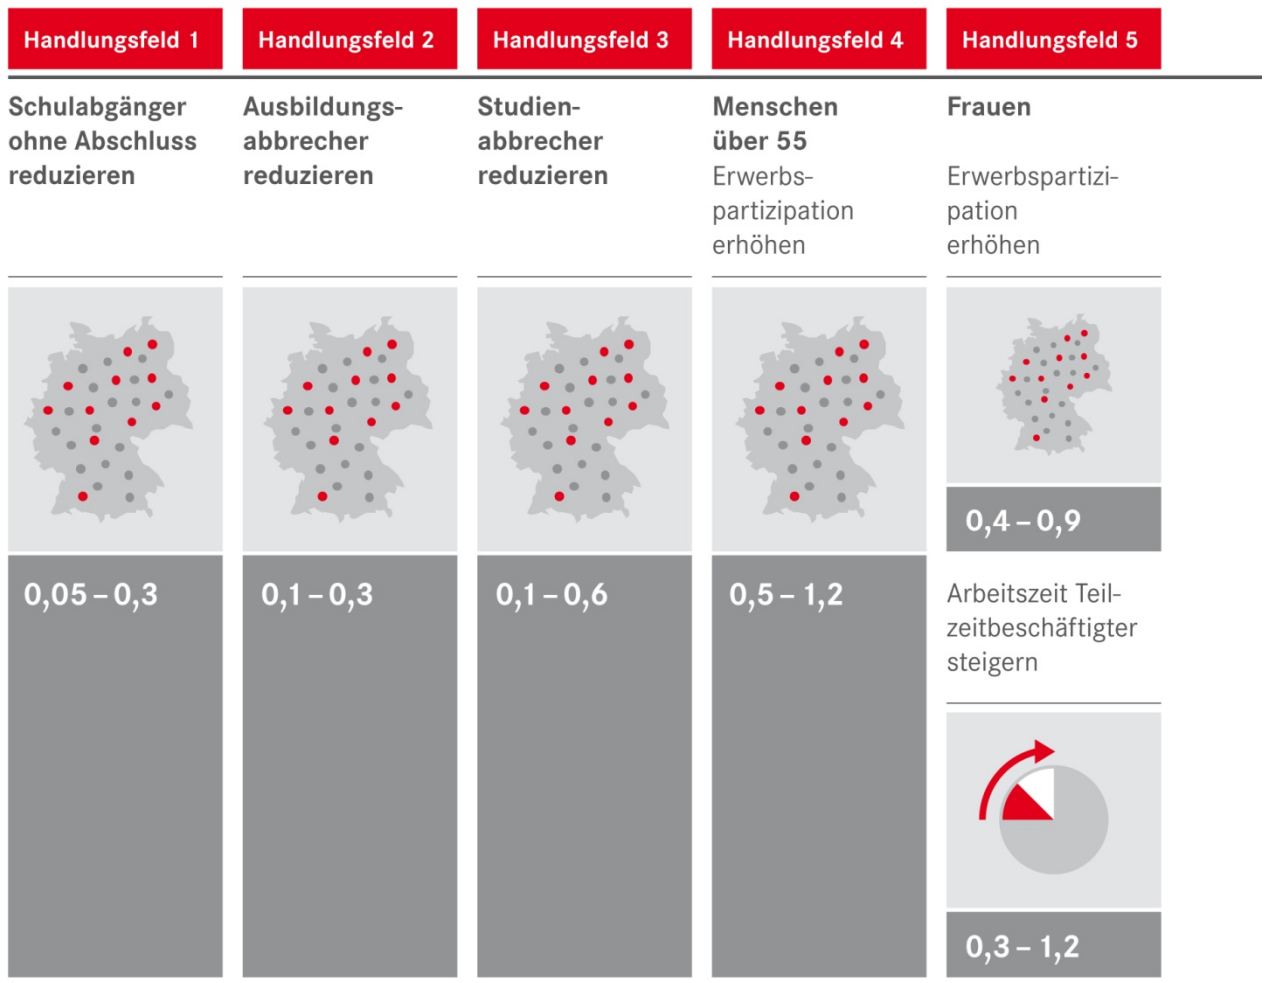 Handlungsfeld 1
Schulabgänger
ohne Abschluss
reduzieren
0,05 – 0,3
Handlungsfeld 2
Ausbildungs-
abbrecher
reduzieren
0,1 – 0,3
Handlungsfeld 3
Studien-
abbrecher
reduzieren
0,1 – 0,6
Handlungsfeld 4
Menschen
über 55
Erwerbs-
partizipation
erhöhen
0,5 – 1,2
Handlungsfeld 5
Frauen
Erwerbspartizi-
pation
erhöhen
0,4 – 0,9
Arbeitszeit Teil-
zeitbeschäftigter
steigern
0,3 – 1,2